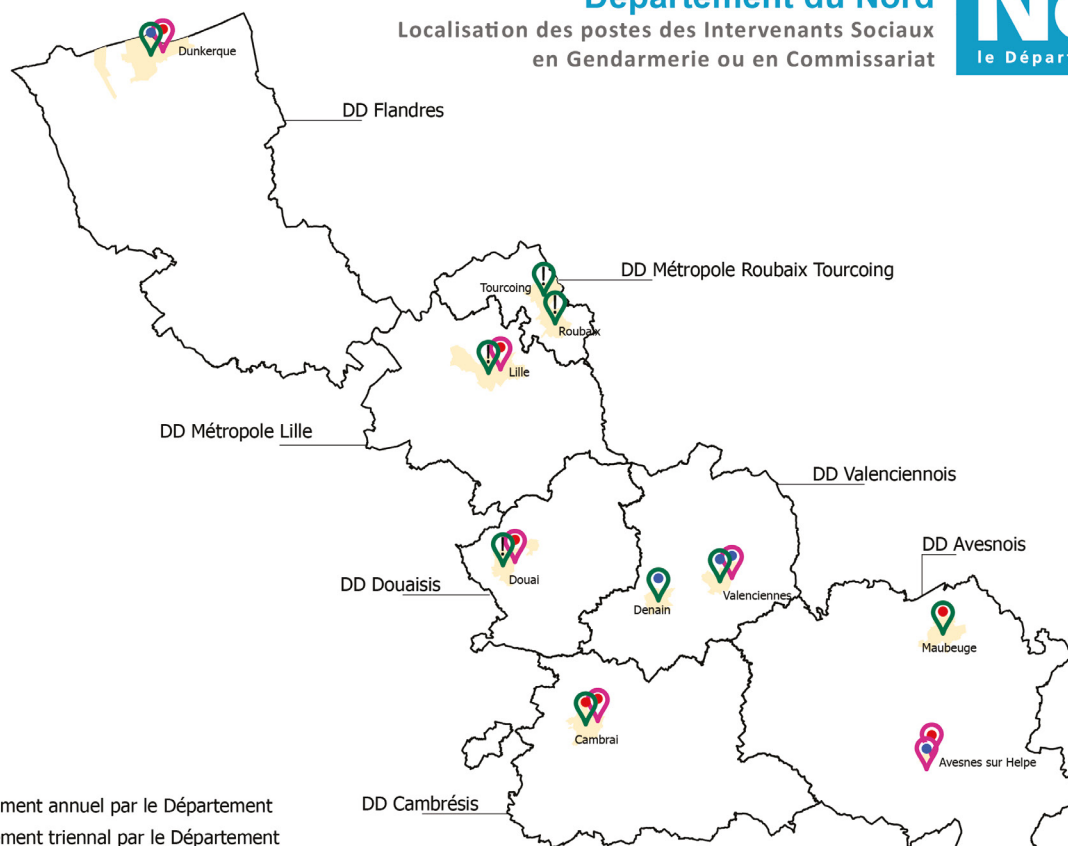 Département du Nord
Localisation des postes des Intervenants Sociaux
en Gendarmerie ou en Commissariat
le Départ
Dunkerque
DD Flandres
DD Métropole Roubaix Tourcoing
Tourcoing
Roubaix
Lille
DD Métropole Lille
DD Valenciennois
DD Avesnois
Douai
DD Douaisis
Denain
Valenciennes
Maubeuge
Cambrai
Avesnes sur Helpe
DD Cambrésis
ment annuel par le Département
ment triennal par le Département